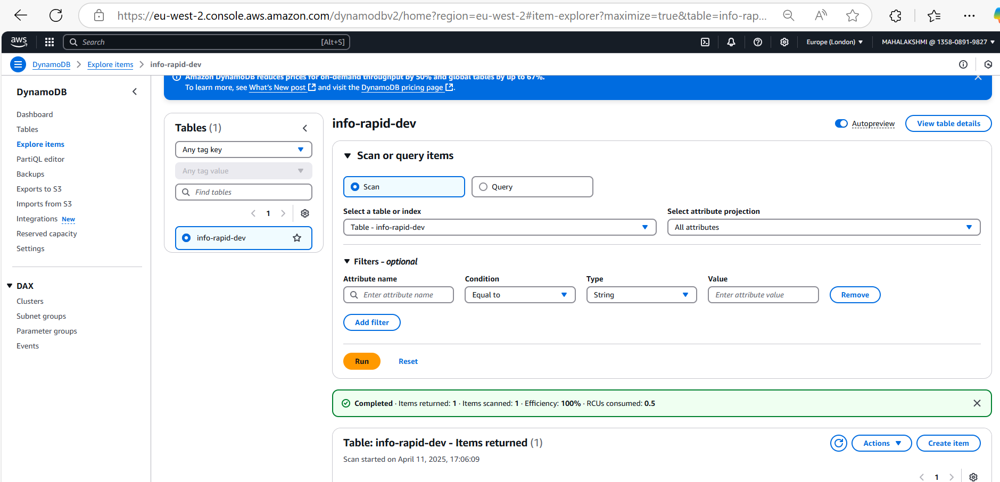 https://eu-west-2.console.aws.amazon.com/dynamodbv2/home?region=eu-west-2#item-explorer?maximize=true&table=info-rap...
aws
Search [Alt+S]
Europe (London)
MAHALAKSHMI @ 1358-0891-9827
DynamoDB > Explore items > info-rapid-dev
DynamoDB
Dashboard
Tables
Explore items
PartiQL editor
Backups
Exports to S3
Imports from S3
Integrations New
Reserved capacity
Settings
DAX
Clusters
Subnet groups
Parameter groups
Events
Amazon DynamoDB reduces prices for on-demand throughput by 50% and global tables by up to 67%.
To learn more, see What's New post and visit the DynamoDB pricing page.
Tables (1)
Any tag key
Any tag value
Find tables
1
info-rapid-dev
info-rapid-dev
Autopreview
View table details
Scan or query items
Scan
Query
Select a table or index
Table - info-rapid-dev
Select attribute projection
All attributes
Filters - optional
Attribute name Condition Type Value
Enter attribute name Equal to String Enter attribute value Remove
Add filter
Run Reset
Completed · Items returned: 1 · Items scanned: 1 · Efficiency: 100% · RCUs consumed: 0.5
Table: info-rapid-dev - Items returned (1)
Scan started on April 11, 2025, 17:06:09
Actions
Create item
1